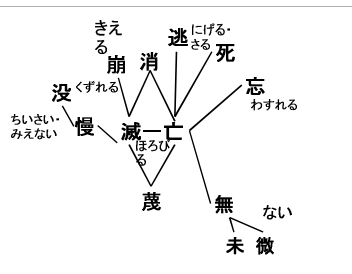 きえ
る
逃
にげる・
さる
死
崩
消
没
くずれる
忘
わすれる
ちいさい・
みえない
慢
滅
亡
ほろび
る
蔑
無
ない
未
微